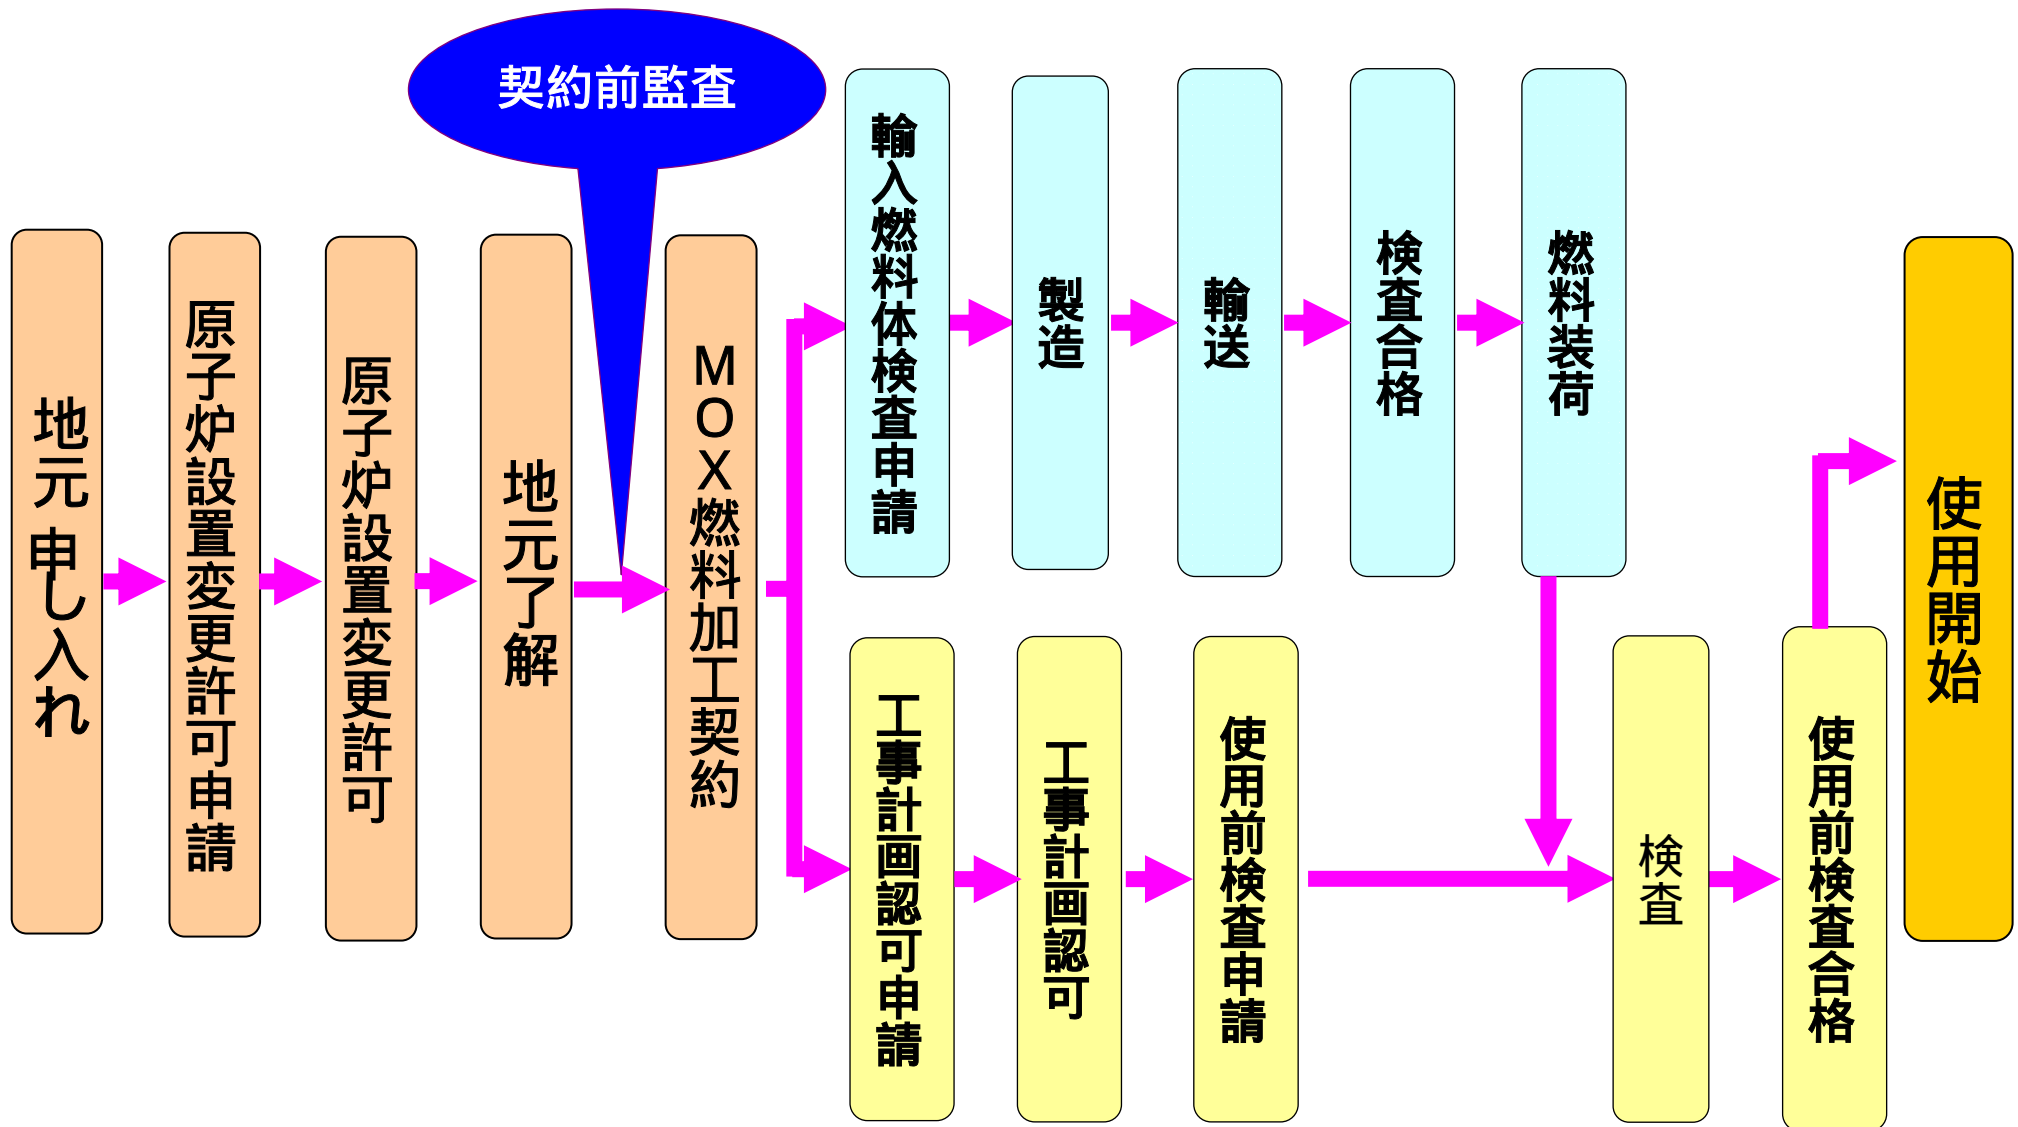 契約前監査
地元申し入れ
原子炉設置変更許可申請
原子炉設置変更許可
地元了解
ＭＯＸ燃料加工契約
輸入燃料体検査申請
製造
輸送
検査合格
燃料装荷
工事計画認可申請
工事計画認可
使用前検査申請
検査
使用前検査合格
使用開始